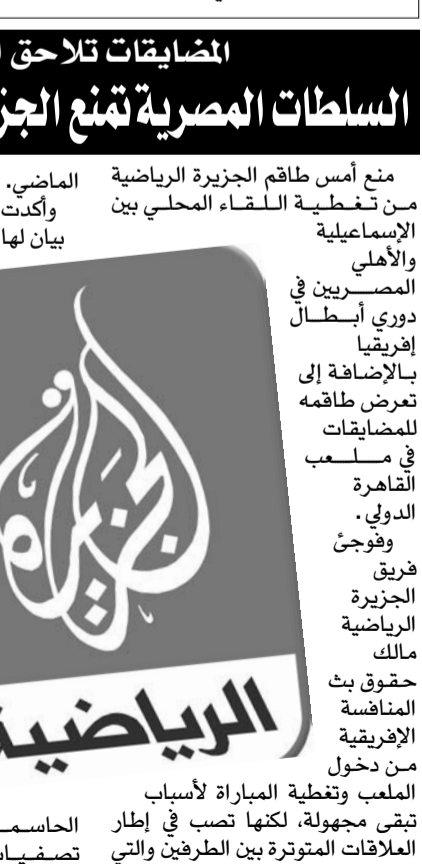 المضايقات تلاحق
السلطات المصرية تمنع
منع أمس طاقم الجزيرة الرياضية
من تغطية اللقاء المحلي بين
الإسماعيلية
والأهلي
المصريين في
دوري أبطال
إفريقيا
بالإضافة إلى
تعرض طاقمه
للمضايقات
في ملعب
القاهرة
الدولي.
وفوجئ
فريق
الجزيرة
الرياضية
مالك
حقوق بث
المنافسة
الإفريقية
من دخول
الملعب وتغطية المباراة لأسباب
تبقى مجهولة، لكنها تصب في إطار
العلاقات المتوترة بين الطرفين والتي
الماضي.
وأكدت
بيان لها
الجزيرة
الرياضية